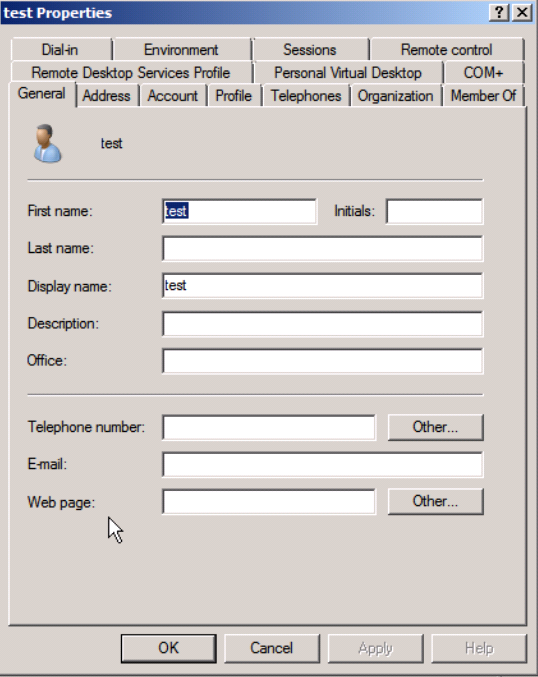 test Properties
Dial-in Environment Sessions Remote control
Remote Desktop Services Profile Personal Virtual Desktop COM+
General Address Account Profile Telephones Organization Member Of
test
First name: test Initials:
Last name:
Display name: test
Description:
Office:
Telephone number: Other...
E-mail:
Web page: Other...
OK Cancel Apply Help